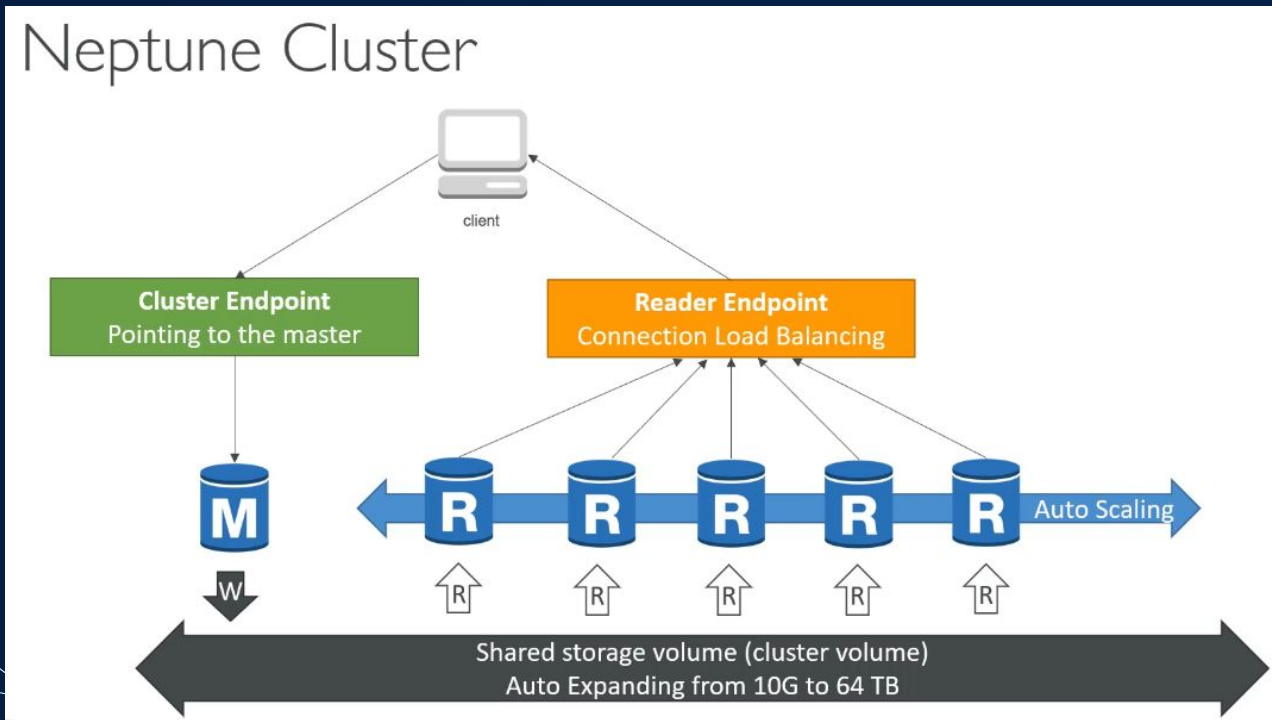 Neptune Cluster
client
Cluster Endpoint
Pointing to the master
Reader Endpoint
Connection Load Balancing
M
R
R
R
R
R
Auto Scaling
W
R
R
R
R
R
Shared storage volume (cluster volume)
Auto Expanding from 10G to 64 TB